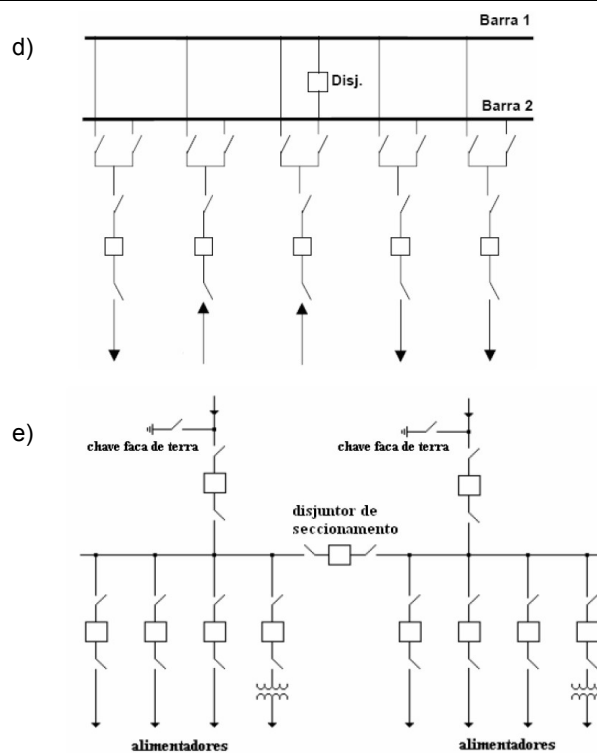 Barra 1
d)
Disj.
Barra 2
e)
chave faca de terra
chave faca de terra
disjuntor de
seccionamento
alimentadores
alimentadores